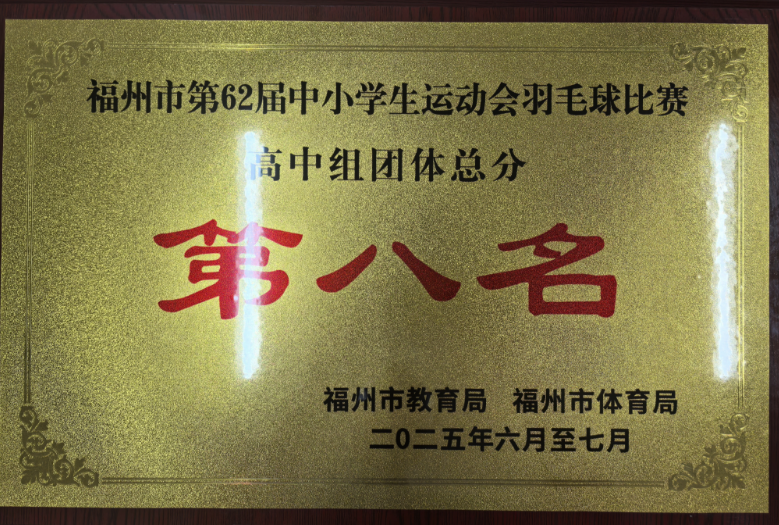 福州市第62届中小学生运动会羽毛球比赛
高中组团体总分
第八名
福州市教育局 福州市体育局
二0二五年六月至七月